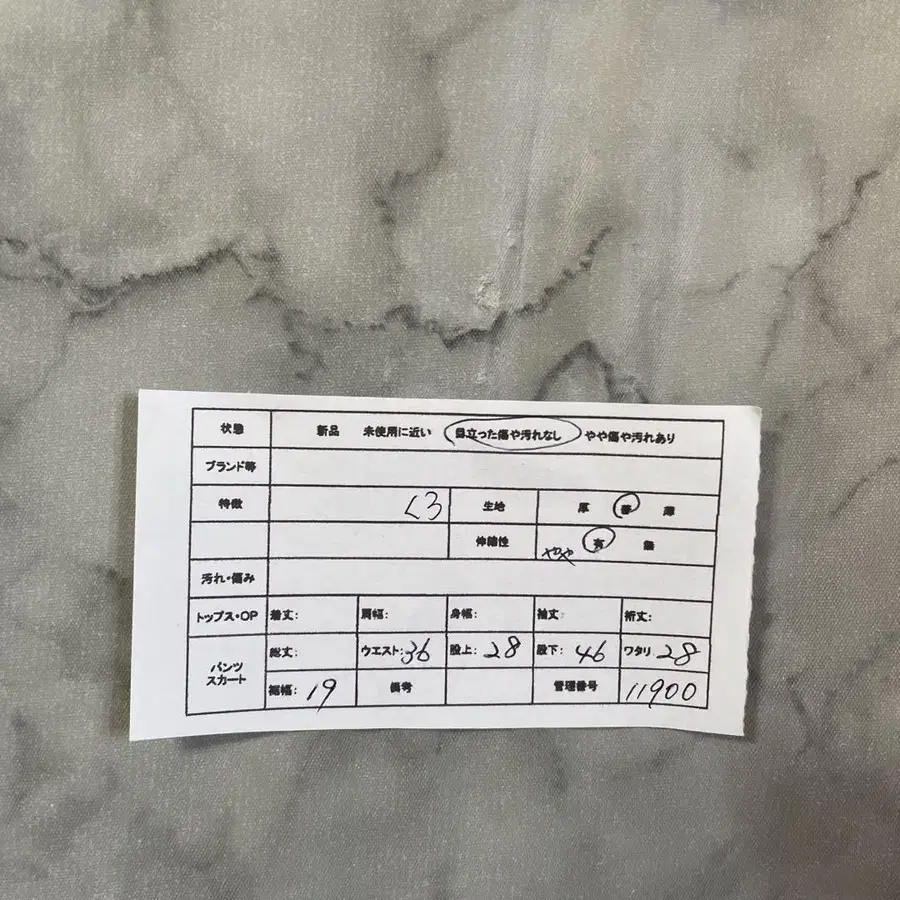 状態 新品 未使用に近い 目立った傷や汚れなし やや傷や汚れあり
ブランド等
特徴 <3 生地 厚 普 薄
伸縮性 やや 有 無
汚れ・傷み
トップス・OP 着丈: 肩幅: 身幅: 袖丈: 裄丈:
パンツ スカート 総丈: ウエスト:36 股上:28 股下:46 ワタリ 28
裾幅:19 備考 管理番号 11900